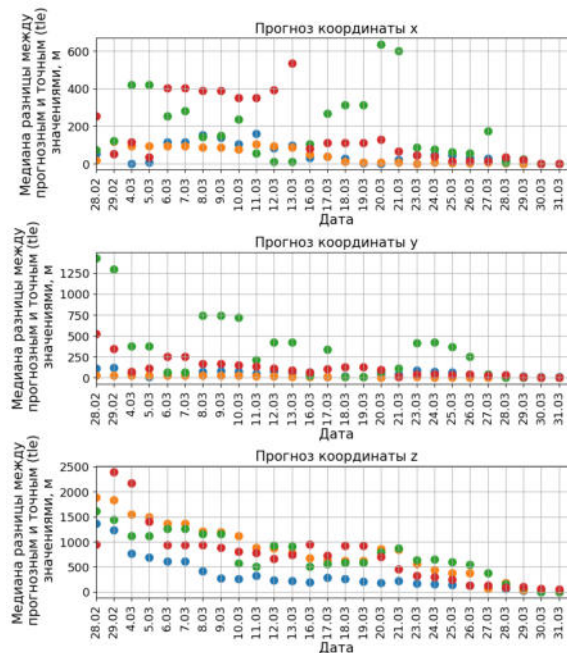 Прогноз координаты x
Медиана разницы между
прогнозным и точным (tle)
значениями, м
600
400
200
0
28.02 29.02 4.03 5.03 6.03 7.03 8.03 9.03 10.03 11.03 12.03 13.03 16.03 17.03 18.03 19.03 20.03 21.03 23.03 24.03 25.03 26.03 27.03 28.03 29.03 30.03 31.03
Дата
Прогноз координаты y
Медиана разницы между
прогнозным и точным (tle)
значениями, м
1250
1000
750
500
250
0
28.02 29.02 4.03 5.03 6.03 7.03 8.03 9.03 10.03 11.03 12.03 13.03 16.03 17.03 18.03 19.03 20.03 21.03 23.03 24.03 25.03 26.03 27.03 28.03 29.03 30.03 31.03
Дата
Прогноз координаты z
Медиана разницы между
прогнозным и точным (tle)
значениями, м
2500
2000
1500
1000
500
0
28.02 29.02 4.03 5.03 6.03 7.03 8.03 9.03 10.03 11.03 12.03 13.03 16.03 17.03 18.03 19.03 20.03 21.03 23.03 24.03 25.03 26.03 27.03 28.03 29.03 30.03 31.03
Дата